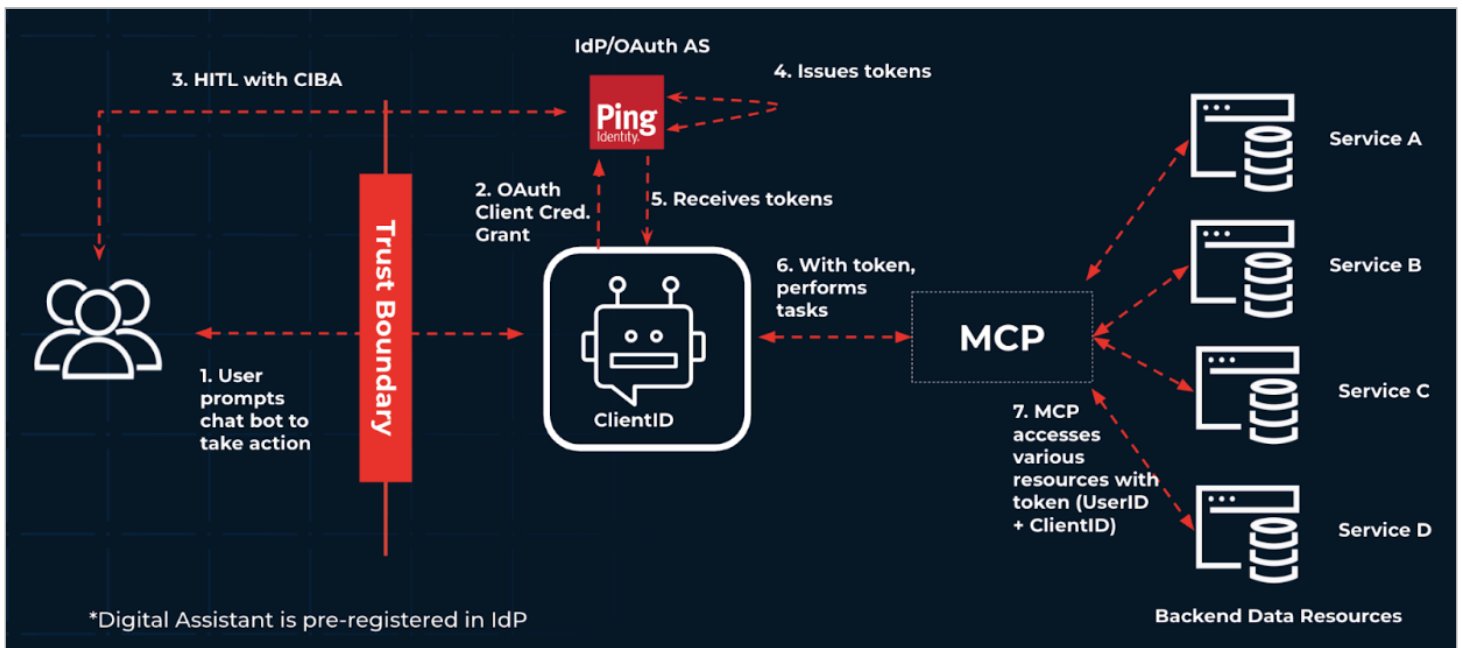 IdP/OAuth AS
3. HITL with CIBA
4. Issues tokens
Ping
Identity.
2. OAuth
Client Cred.
Grant
5. Receives tokens
Trust Boundary
1. User
prompts
chat bot to
take action
ClientID
6. With token,
performs
tasks
MCP
7. MCP
accesses
various
resources with
token (UserID
+ ClientID)
Service A
Service B
Service C
Service D
Backend Data Resources
*Digital Assistant is pre-registered in IdP